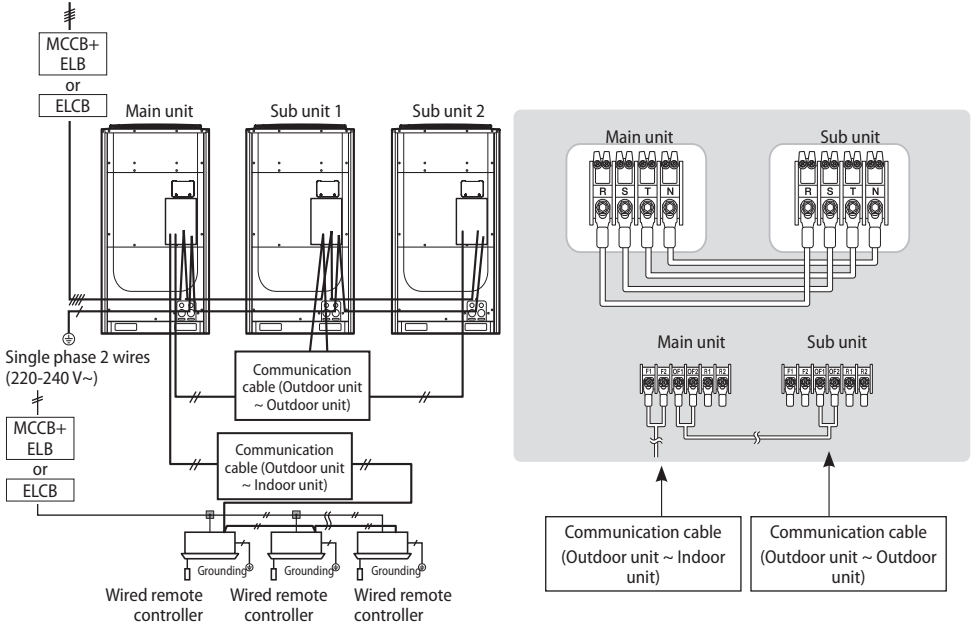 MCCB+
ELB
or
ELCB
Main unit
Sub unit 1
Sub unit 2
Single phase 2 wires
(220-240 V~)
MCCB+
ELB
or
ELCB
Communication
cable (Outdoor unit
~ Outdoor unit)
Communication
cable (Outdoor unit
~ Indoor unit)
Grounding
Grounding
Grounding
Wired remote
controller
Wired remote
controller
Wired remote
controller
Main unit
Sub unit
R S T N
R S T N
Main unit
Sub unit
F1 F2 OF1 OF2 R1 R2
F1 F2 OF1 OF2 R1 R2
Communication cable
(Outdoor unit ~ Indoor
unit)
Communication cable
(Outdoor unit ~ Outdoor
unit)